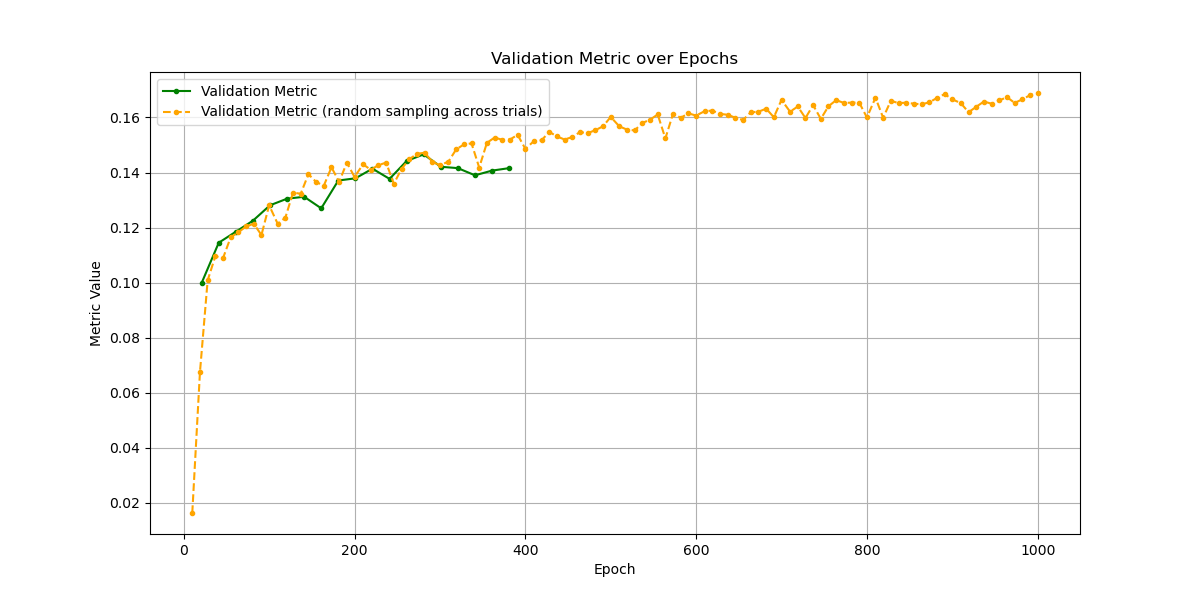 Validation Metric over Epochs
Validation Metric
Validation Metric (random sampling across trials)
Metric Value
0.16
0.14
0.12
0.10
0.08
0.06
0.04
0.02
0
200
400
600
800
1000
Epoch